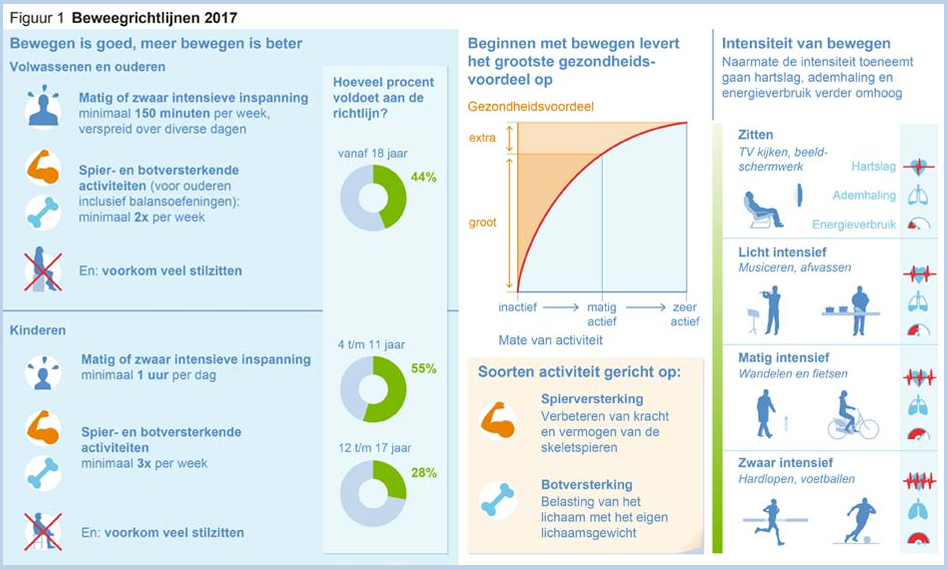 Figuur 1 Beweegrichtlijnen 2017
Bewegen is goed, meer bewegen is beter
Volwassenen en ouderen
Matig of zwaar intensieve inspanning
minimaal 150 minuten per week,
verspreid over diverse dagen
Spier- en botversterkende
activiteiten (voor ouderen
inclusief balansoefeningen):
minimaal 2x per week
En: voorkom veel stilzitten
Hoeveel procent
voldoet aan de
richtlijn?
vanaf 18 jaar
44%
Kinderen
Matig of zwaar intensieve inspanning
minimaal 1 uur per dag
Spier- en botversterkende
activiteiten
minimaal 3x per week
En: voorkom veel stilzitten
4 t/m 11 jaar
55%
12 t/m 17 jaar
28%
Beginnen met bewegen levert
het grootste gezondheids-
voordeel op
Gezondheidsvoordeel
extra
groot
inactief
matig
actief
zeer
actief
Mate van activiteit
Soorten activiteit gericht op:
Spierversterking
Verbeteren van kracht
en vermogen van de
skeletspieren
Botversterking
Belasting van het
lichaam met het eigen
lichaamsgewicht
Intensiteit van bewegen
Naarmate de intensiteit toeneemt
gaan hartslag, ademhaling en
energieverbruik verder omhoog
Zitten
TV kijken, beeld-
schermwerk
Hartslag
Ademhaling
Energieverbruik
Licht intensief
Musiceren, afwassen
Matig intensief
Wandelen en fietsen
Zwaar intensief
Hardlopen, voetballen